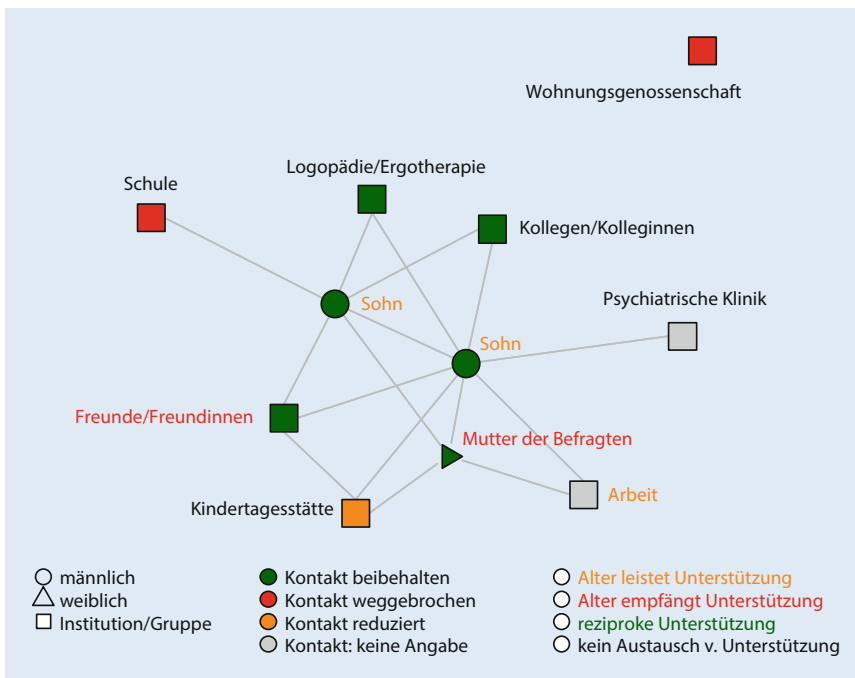 Wohnungsgenossenschaft
Logopädie/Ergotherapie
Schule
Kollegen/Kolleginnen
Psychiatrische Klinik
Sohn
Sohn
Freunde/Freundinnen
Mutter der Befragten
Kindertagesstätte
Arbeit
männlich
weiblich
Institution/Gruppe
Kontakt beibehalten
Kontakt weggebrochen
Kontakt reduziert
Kontakt: keine Angabe
Alter leistet Unterstützung
Alter empfängt Unterstützung
reziproke Unterstützung
kein Austausch v. Unterstützung